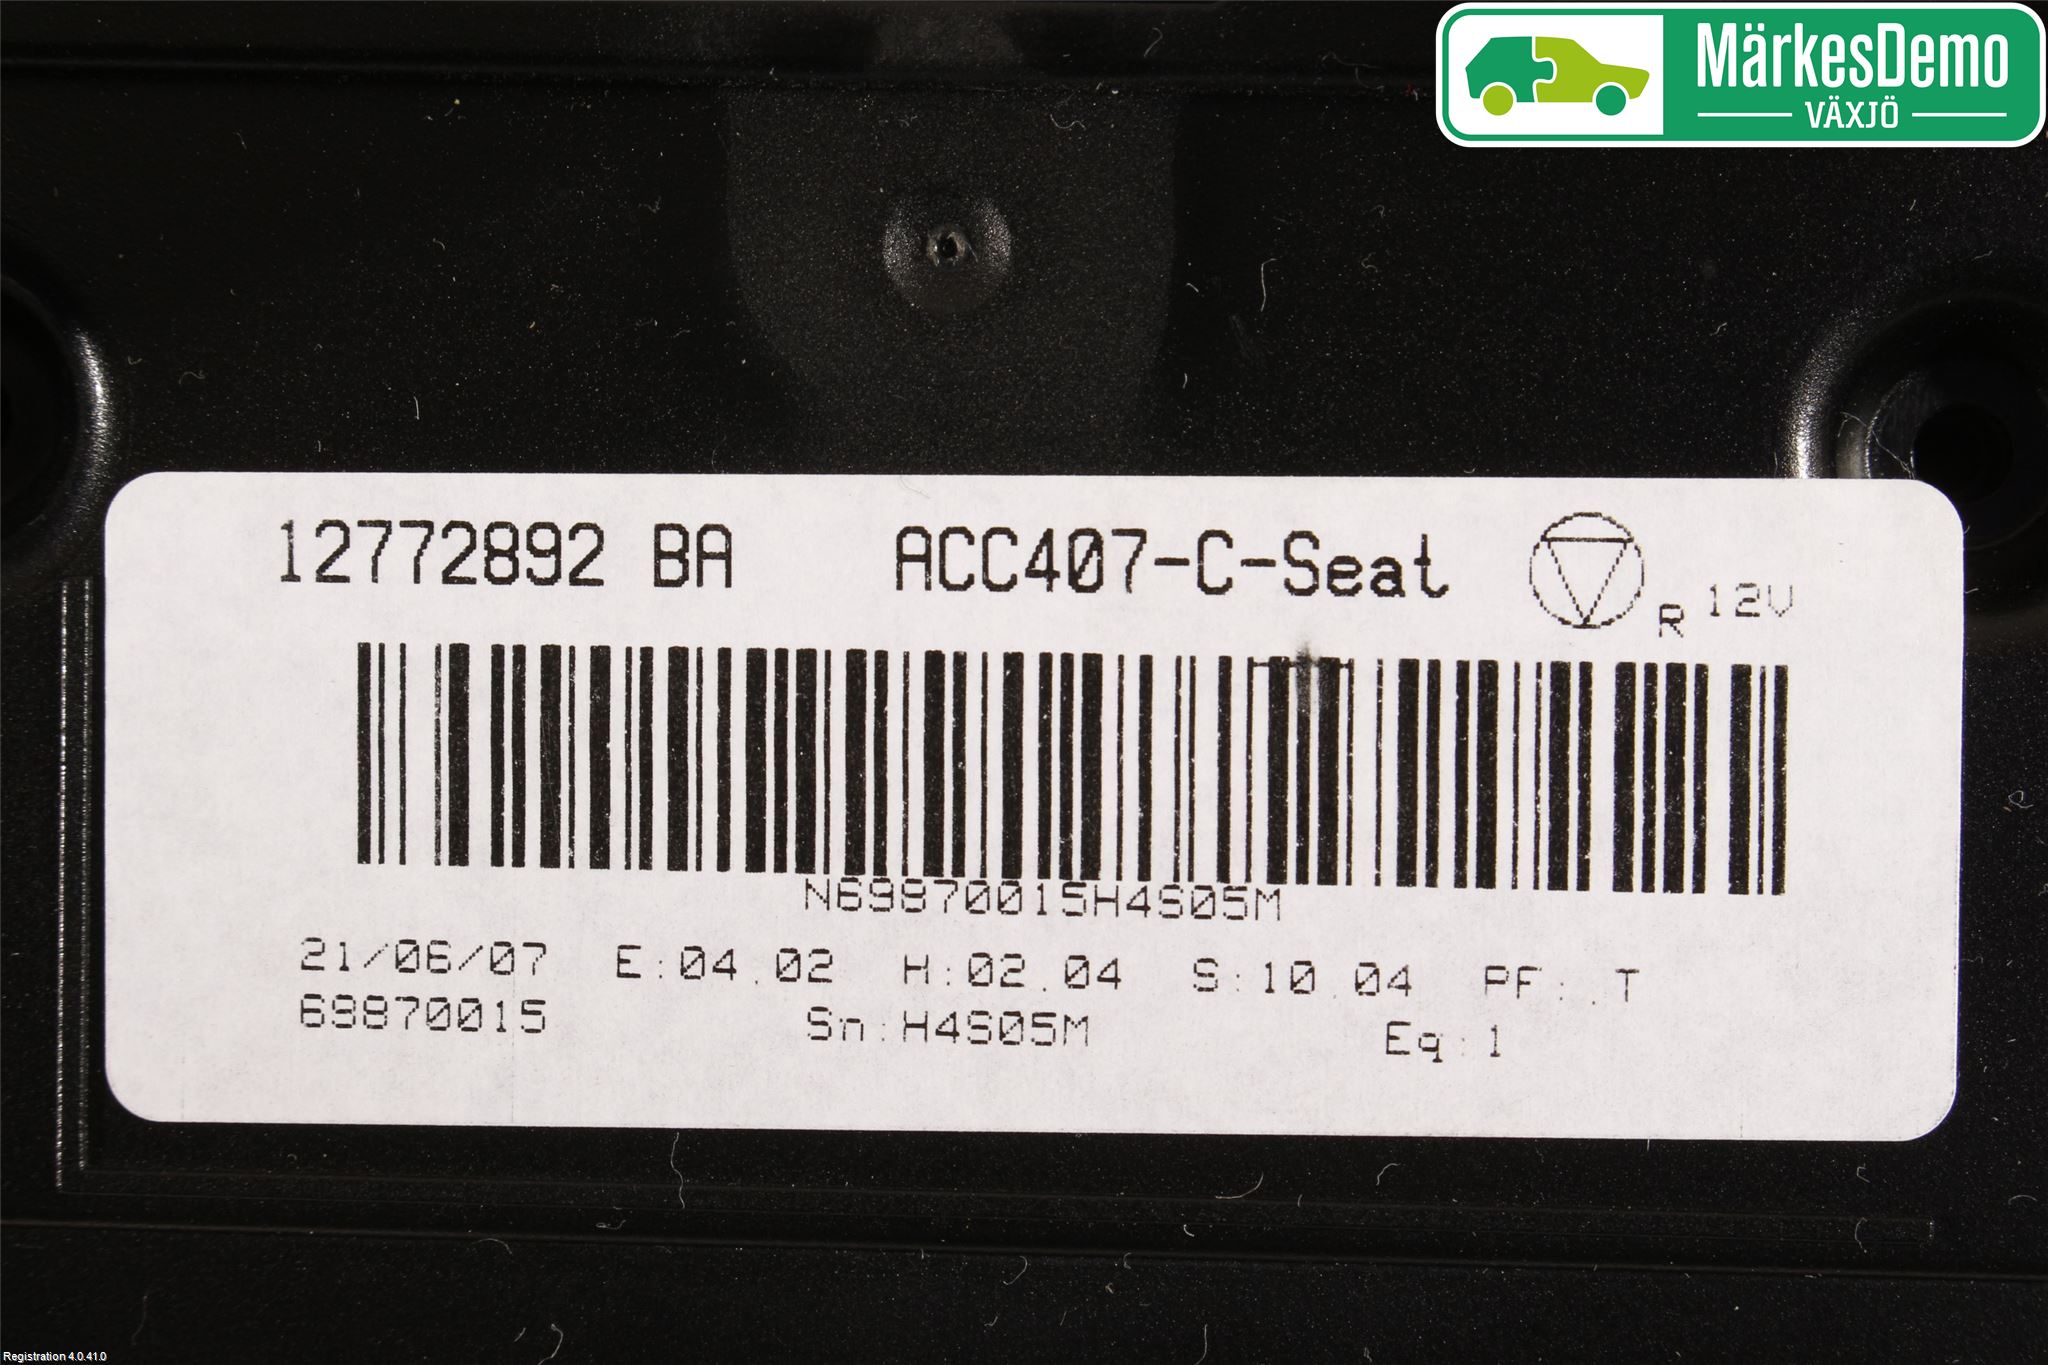 MärkesDemo
VÄXJÖ
12772892 BA ACC407-C-Seat R 12V
N69870015H4S05M
21/06/07 E:04.02 H:02.04 S:10.04 PF: .T
69870015 Sn:H4S05M Eq:1
Registration 4.0.41.0